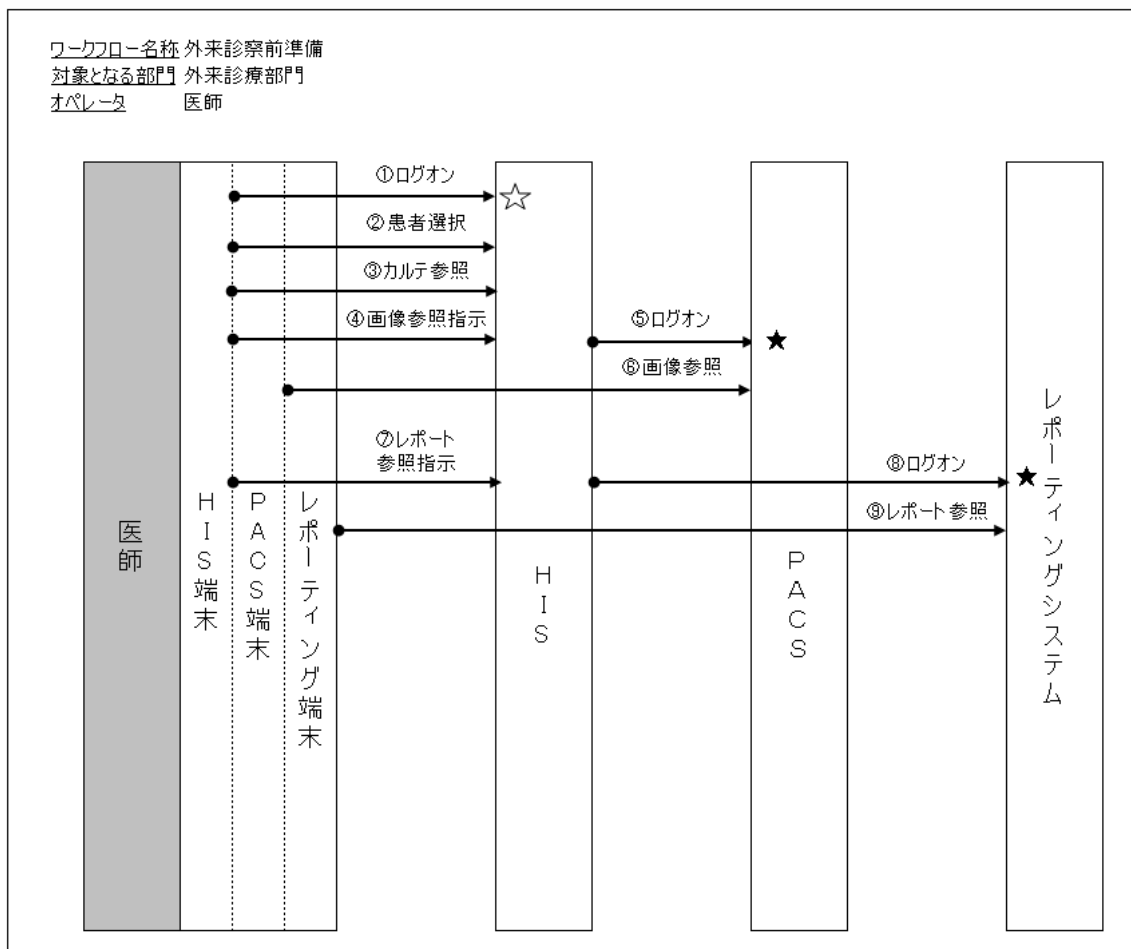 ワークフロー名称 外来診察前準備
対象となる部門 外来診療部門
オペレータ 医師
①ログオン
☆
②患者選択
③カルテ参照
④画像参照指示
⑤ログオン
★
⑥画像参照
⑦レポート
参照指示
⑧ログオン
★
⑨レポート参照
医師
HIS端末
PACS端末
レポーティング端末
HIS
PACS
レポーティングシステム